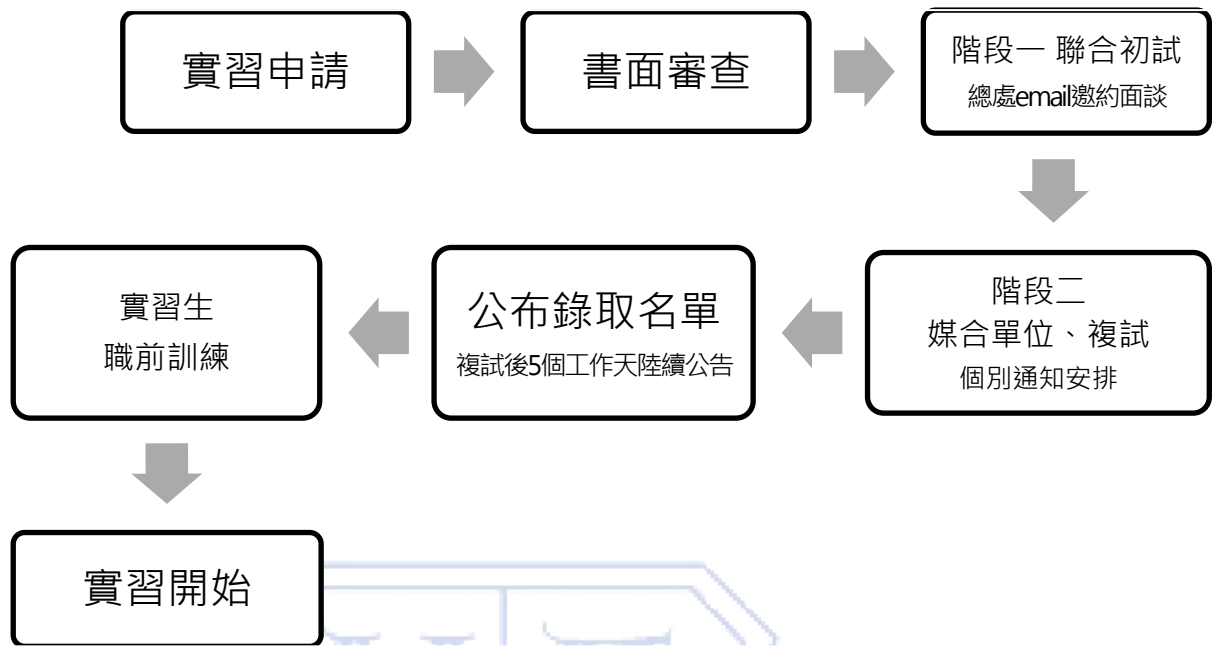 實習申請
書面審查
階段一 聯合初試
總處email邀約面談
階段二
媒合單位、複試
個別通知安排
公布錄取名單
複試後5個工作天陸續公告
實習生
職前訓練
實習開始